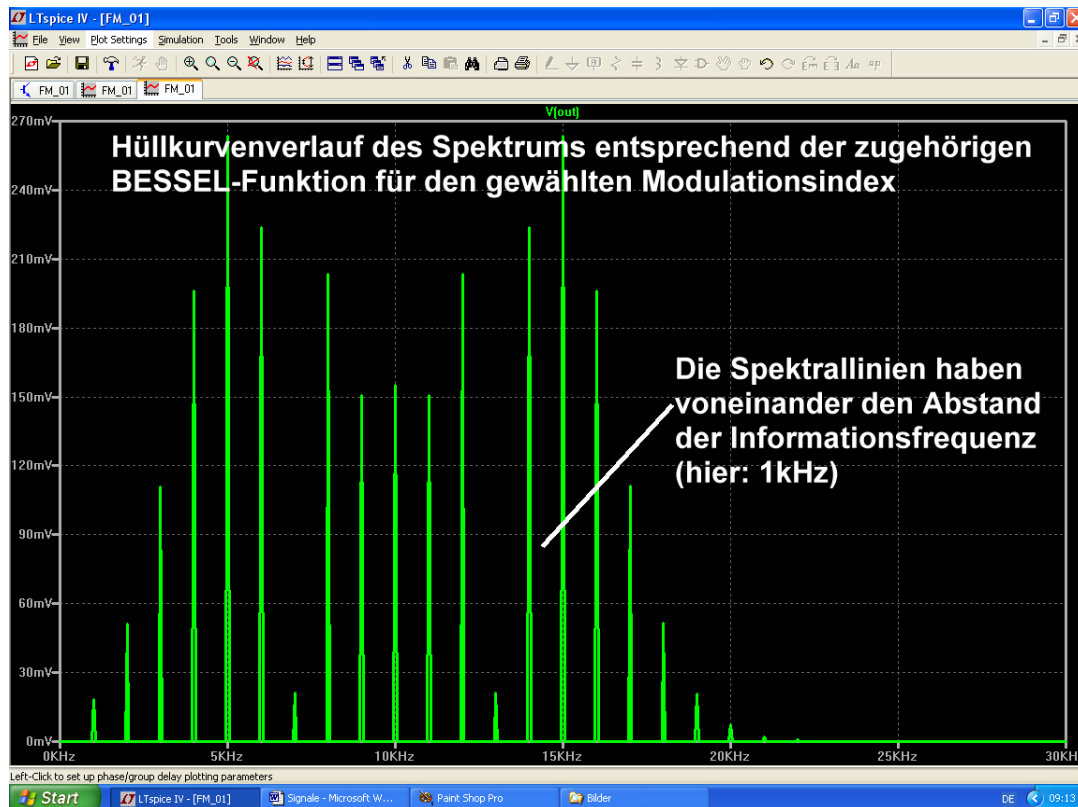 LTspice IV - [FM_01]
File View Plot Settings Simulation Tools Window Help
FM_01 FM_01 FM_01
V(out)
270mV
Hüllkurvenverlauf des Spektrums entsprechend der zugehörigen
BESSEL-Funktion für den gewählten Modulationsindex
240mV
210mV
180mV
Die Spektrallinien haben
voneinander den Abstand
der Informationsfrequenz
(hier: 1kHz)
150mV
120mV
90mV
60mV
30mV
0mV
0KHz 5KHz 10KHz 15KHz 20KHz 25KHz 30KH
Left-Click to set up phase/group delay plotting parameters
Start LTspice IV - [FM_01] Signale - Microsoft W... Paint Shop Pro Bilder DE 09:13